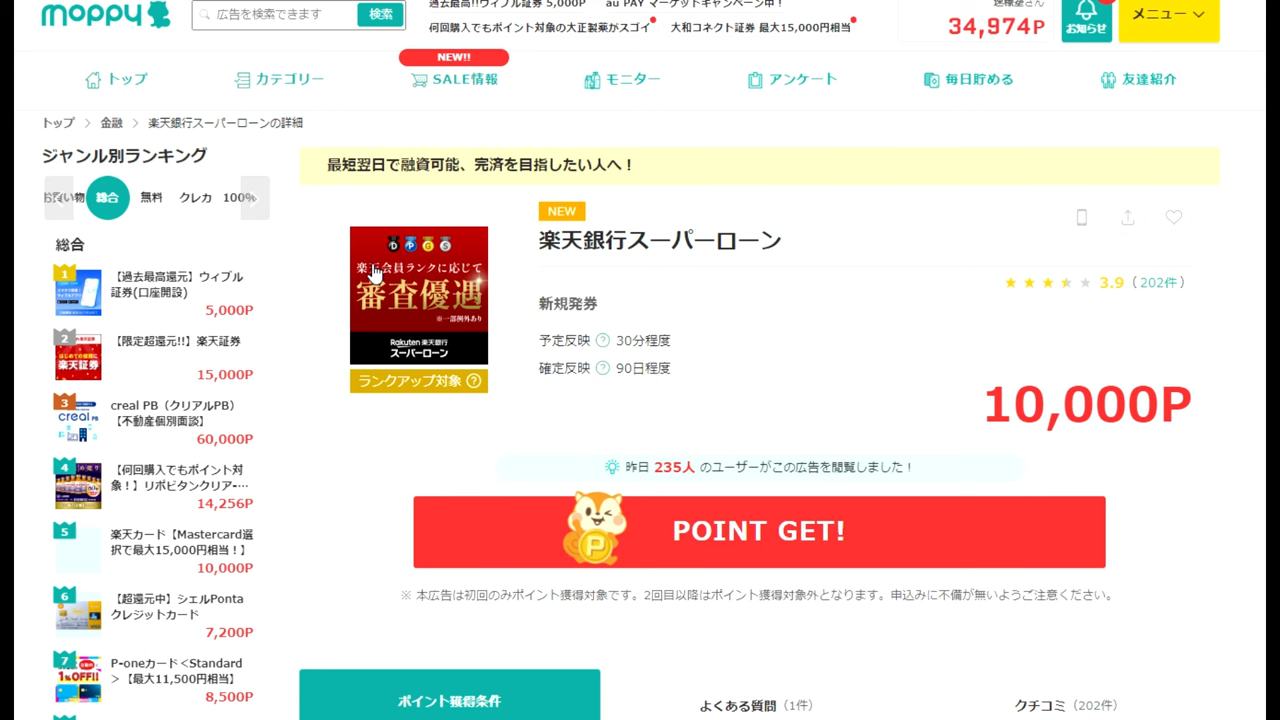 moppy
広告を検索できます
検索
過去最高!!ウィブル証券 5,000P
au PAY マーケットキャンペーン中！
何回購入でもポイント対象の大正製薬がスゴイ
大和コネクト証券 最大15,000円相当
34,974P
お知らせ
メニュー
NEW!!
トップ
カテゴリー
SALE情報
モニター
アンケート
毎日貯める
友達紹介
トップ > 金融 > 楽天銀行スーパーローンの詳細
ジャンル別ランキング
お買い物
総合
無料
クレカ
100%
総合
1
【過去最高還元】ウィブル
証券(口座開設)
5,000P
2
【限定超還元!!】楽天証券
15,000P
3
creal PB（クリアルPB）
【不動産個別面談】
60,000P
4
【何回購入でもポイント対
象！】リポビタンクリア-…
14,256P
5
楽天カード【Mastercard選
択で最大15,000円相当！】
10,000P
6
【超還元中】シェルPonta
クレジットカード
7,200P
7
P-oneカード＜Standard
＞【最大11,500円相当】
8,500P
最短翌日で融資可能、完済を目指したい人へ！
D P G S
楽天会員ランクに応じて
審査優遇
※一部例外あり
Rakuten 楽天銀行
スーパーローン
ランクアップ対象 ?
NEW
楽天銀行スーパーローン
3.9（202件）
新規発券
予定反映 ? 30分程度
確定反映 ? 90日程度
10,000P
昨日 235人 のユーザーがこの広告を閲覧しました！
P
POINT GET!
※ 本広告は初回のみポイント獲得対象です。2回目以降はポイント獲得対象外となります。申込みに不備が無いようご注意ください。
ポイント獲得条件
よくある質問（1件）
クチコミ（202件）